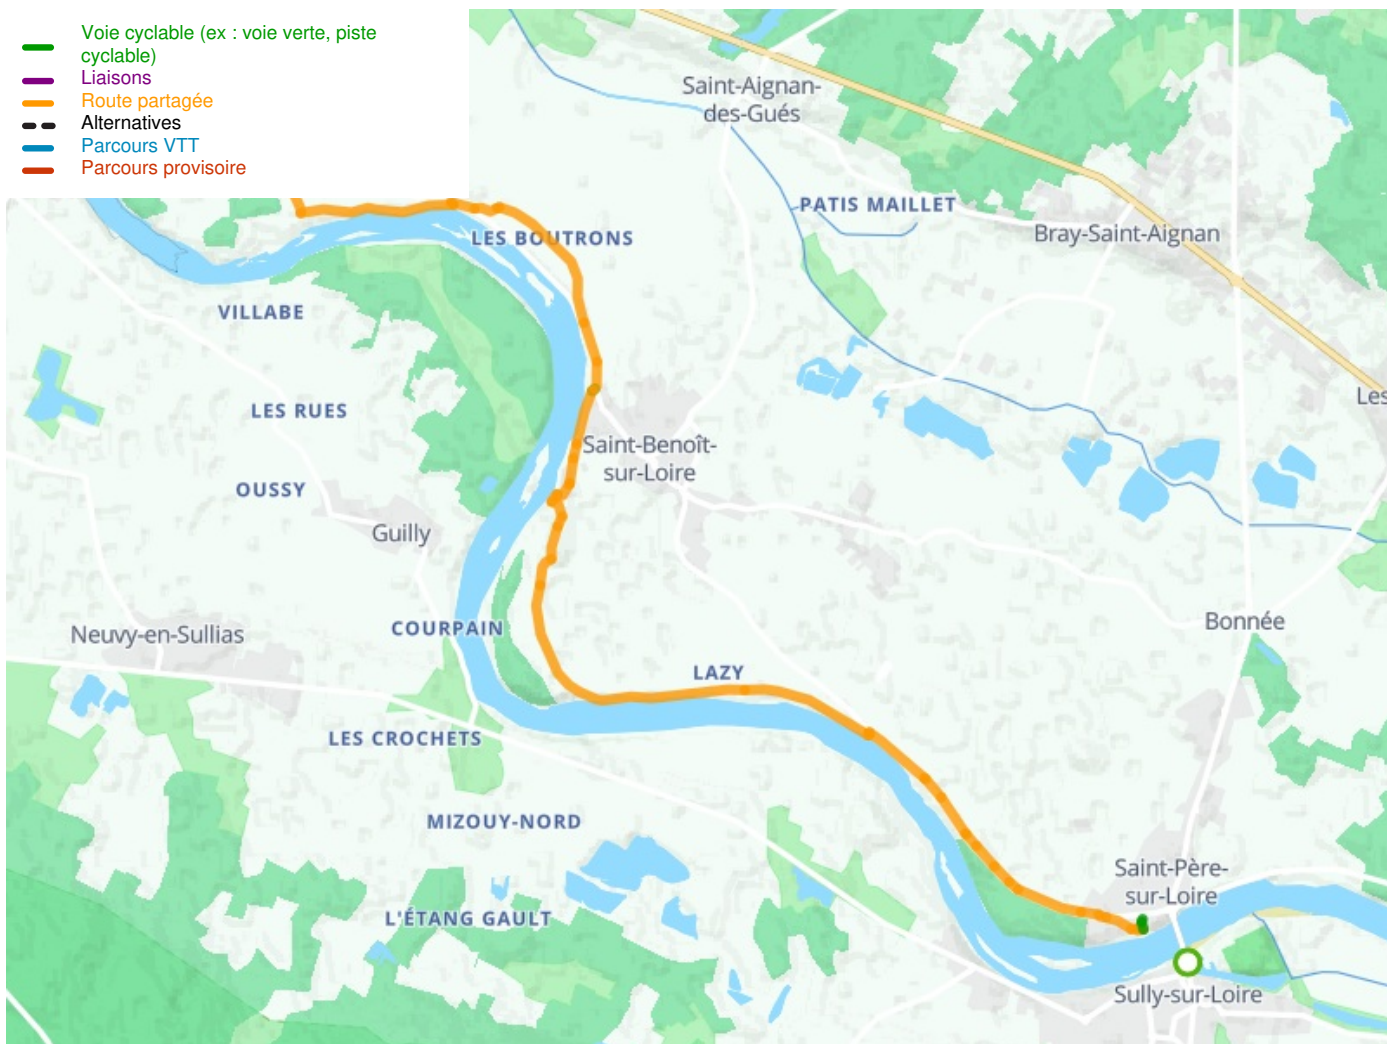 Voie cyclable (ex : voie verte, piste
cyclable)
Liaisons
Route partagée
Alternatives
Parcours VTT
Parcours provisoire
Saint-Aignan-
des-Gués
PATIS MAILLET
Bray-Saint-Aignan
LES BOUTRONS
VILLABE
LES RUES
Les
Saint-Benoît-
sur-Loire
OUSSY
Guilly
COURPAIN
Neuvy-en-Sullias
Bonnée
LAZY
LES CROCHETS
MIZOUY-NORD
Saint-Père-
sur-Loire
L'ÉTANG GAULT
Sully-sur-Loire